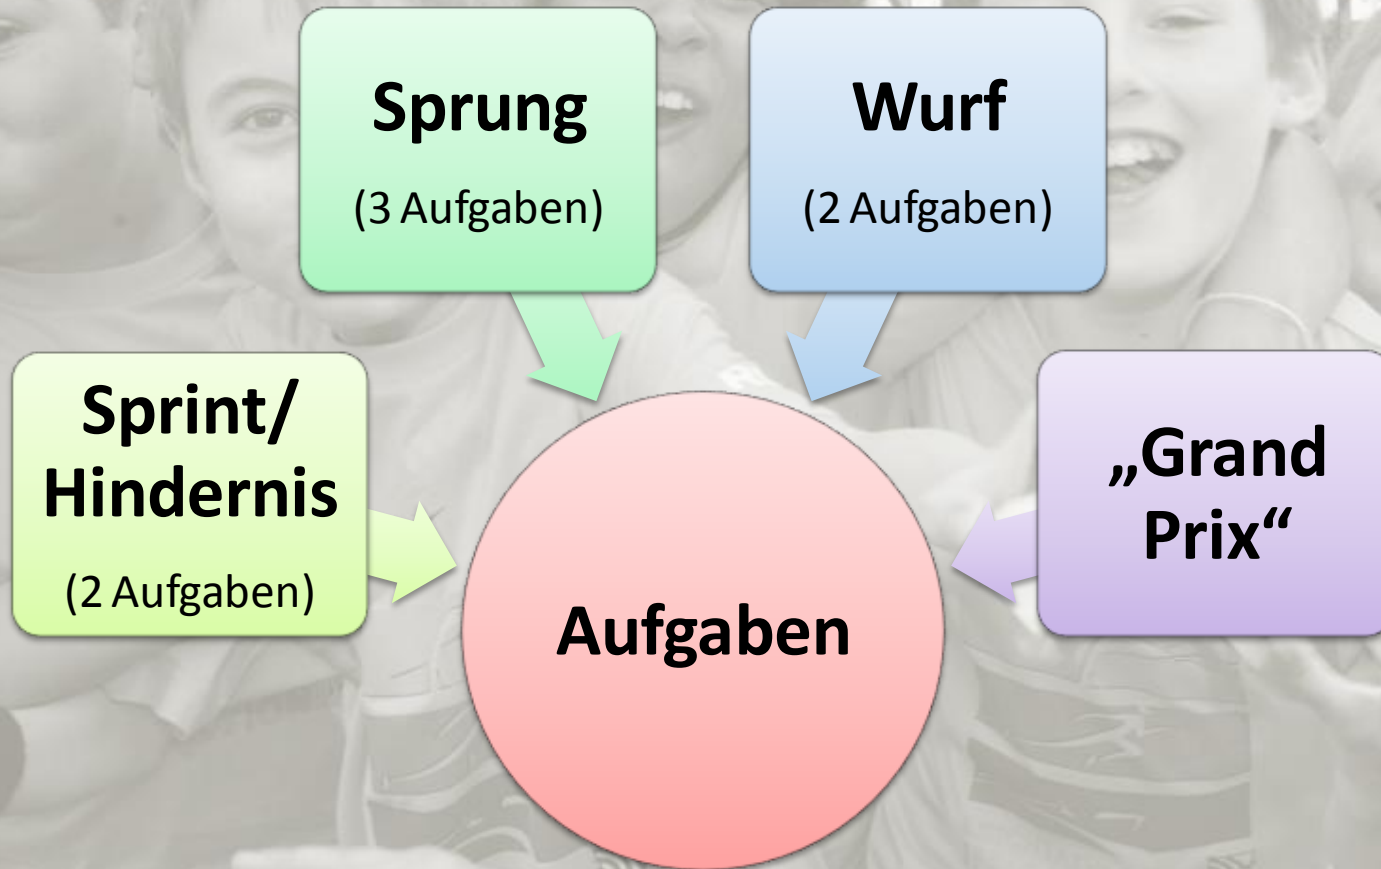 Sprung
(3 Aufgaben)
Wurf
(2 Aufgaben)
Sprint/
Hindernis
(2 Aufgaben)
„Grand
Prix“
Aufgaben